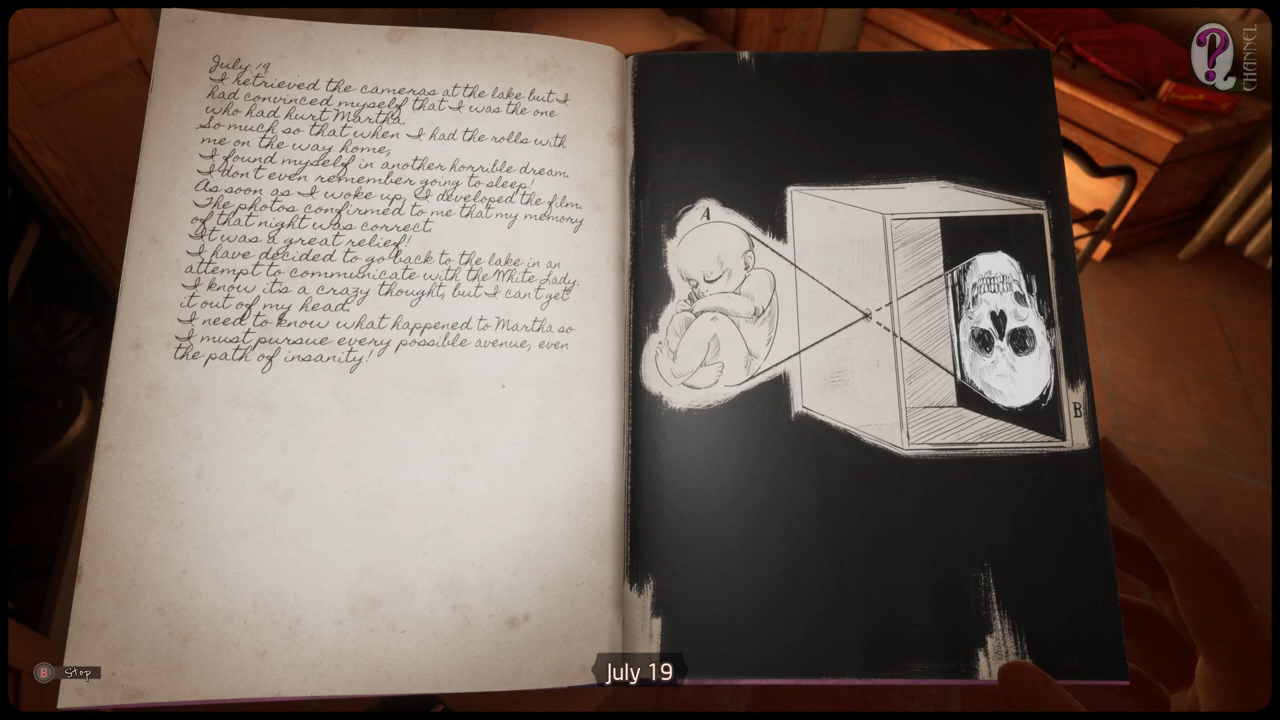 July 19
I retrieved the cameras at the lake but I
had convinced myself that I was the one
who had hurt Martha
So much so that when I had the rolls with
me on the way home,
I found myself in another horrible dream.
I don't even remember going to sleep!
As soon as I woke up, I developed the film.
The photos confirmed to me that my memory
of that night was correct.
It was a great relief!
I have decided to go back to the lake in an
attempt to communicate with the White Lady.
I know it's a crazy thought, but I can't get
it out of my head.
I need to know what happened to Martha so
I must pursue every possible avenue, even
the path of insanity!
A
B
? CHANNEL
B Stop
July 19